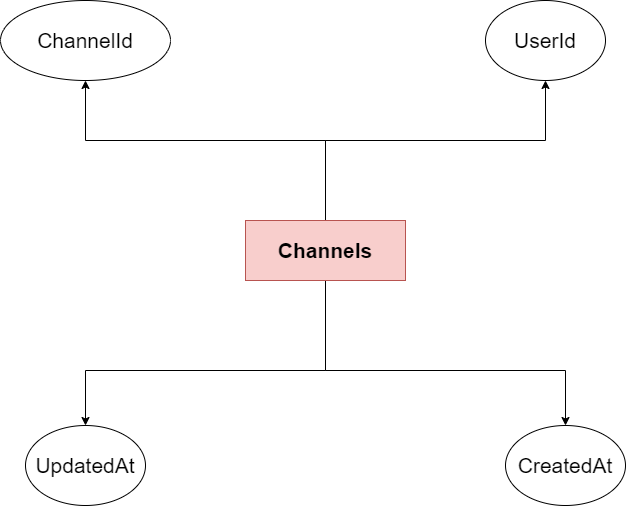 ChannelId
UserId
Channels
UpdatedAt
CreatedAt